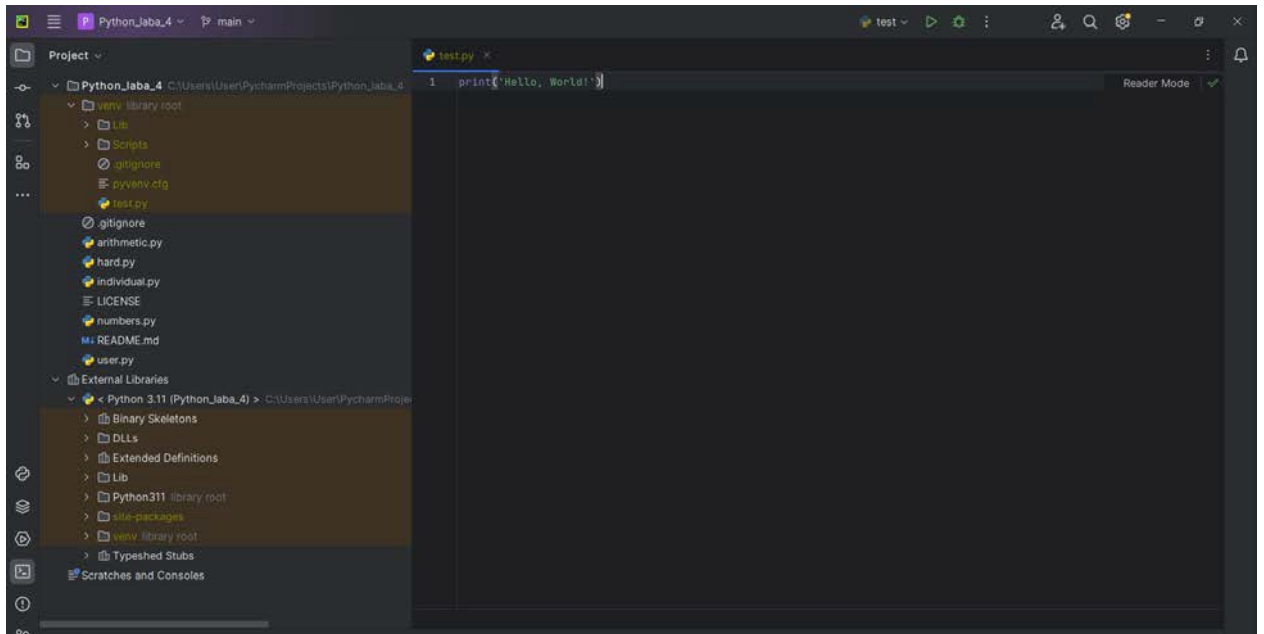 P Python_laba_4 main test
Project
test.py
Python_laba_4 C:\Users\User\PycharmProjects\Python_laba_4
1 print('Hello, World!')
Reader Mode
venv library root
Lib
Scripts
.gitignore
pyvenv.cfg
test.py
.gitignore
arithmetic.py
hard.py
individual.py
LICENSE
numbers.py
M↓ README.md
user.py
External Libraries
< Python 3.11 (Python_laba_4) > C:\Users\User\PycharmProje
Binary Skeletons
DLLs
Extended Definitions
Lib
Python311 library root
site-packages
venv library root
Typeshed Stubs
Scratches and Consoles